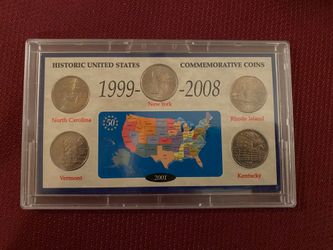 HISTORIC UNITED STATES COMMEMORATIVE COINS
1999- -2008
New York
North Carolina
Rhode Island
50
Vermont
Kentucky
2001